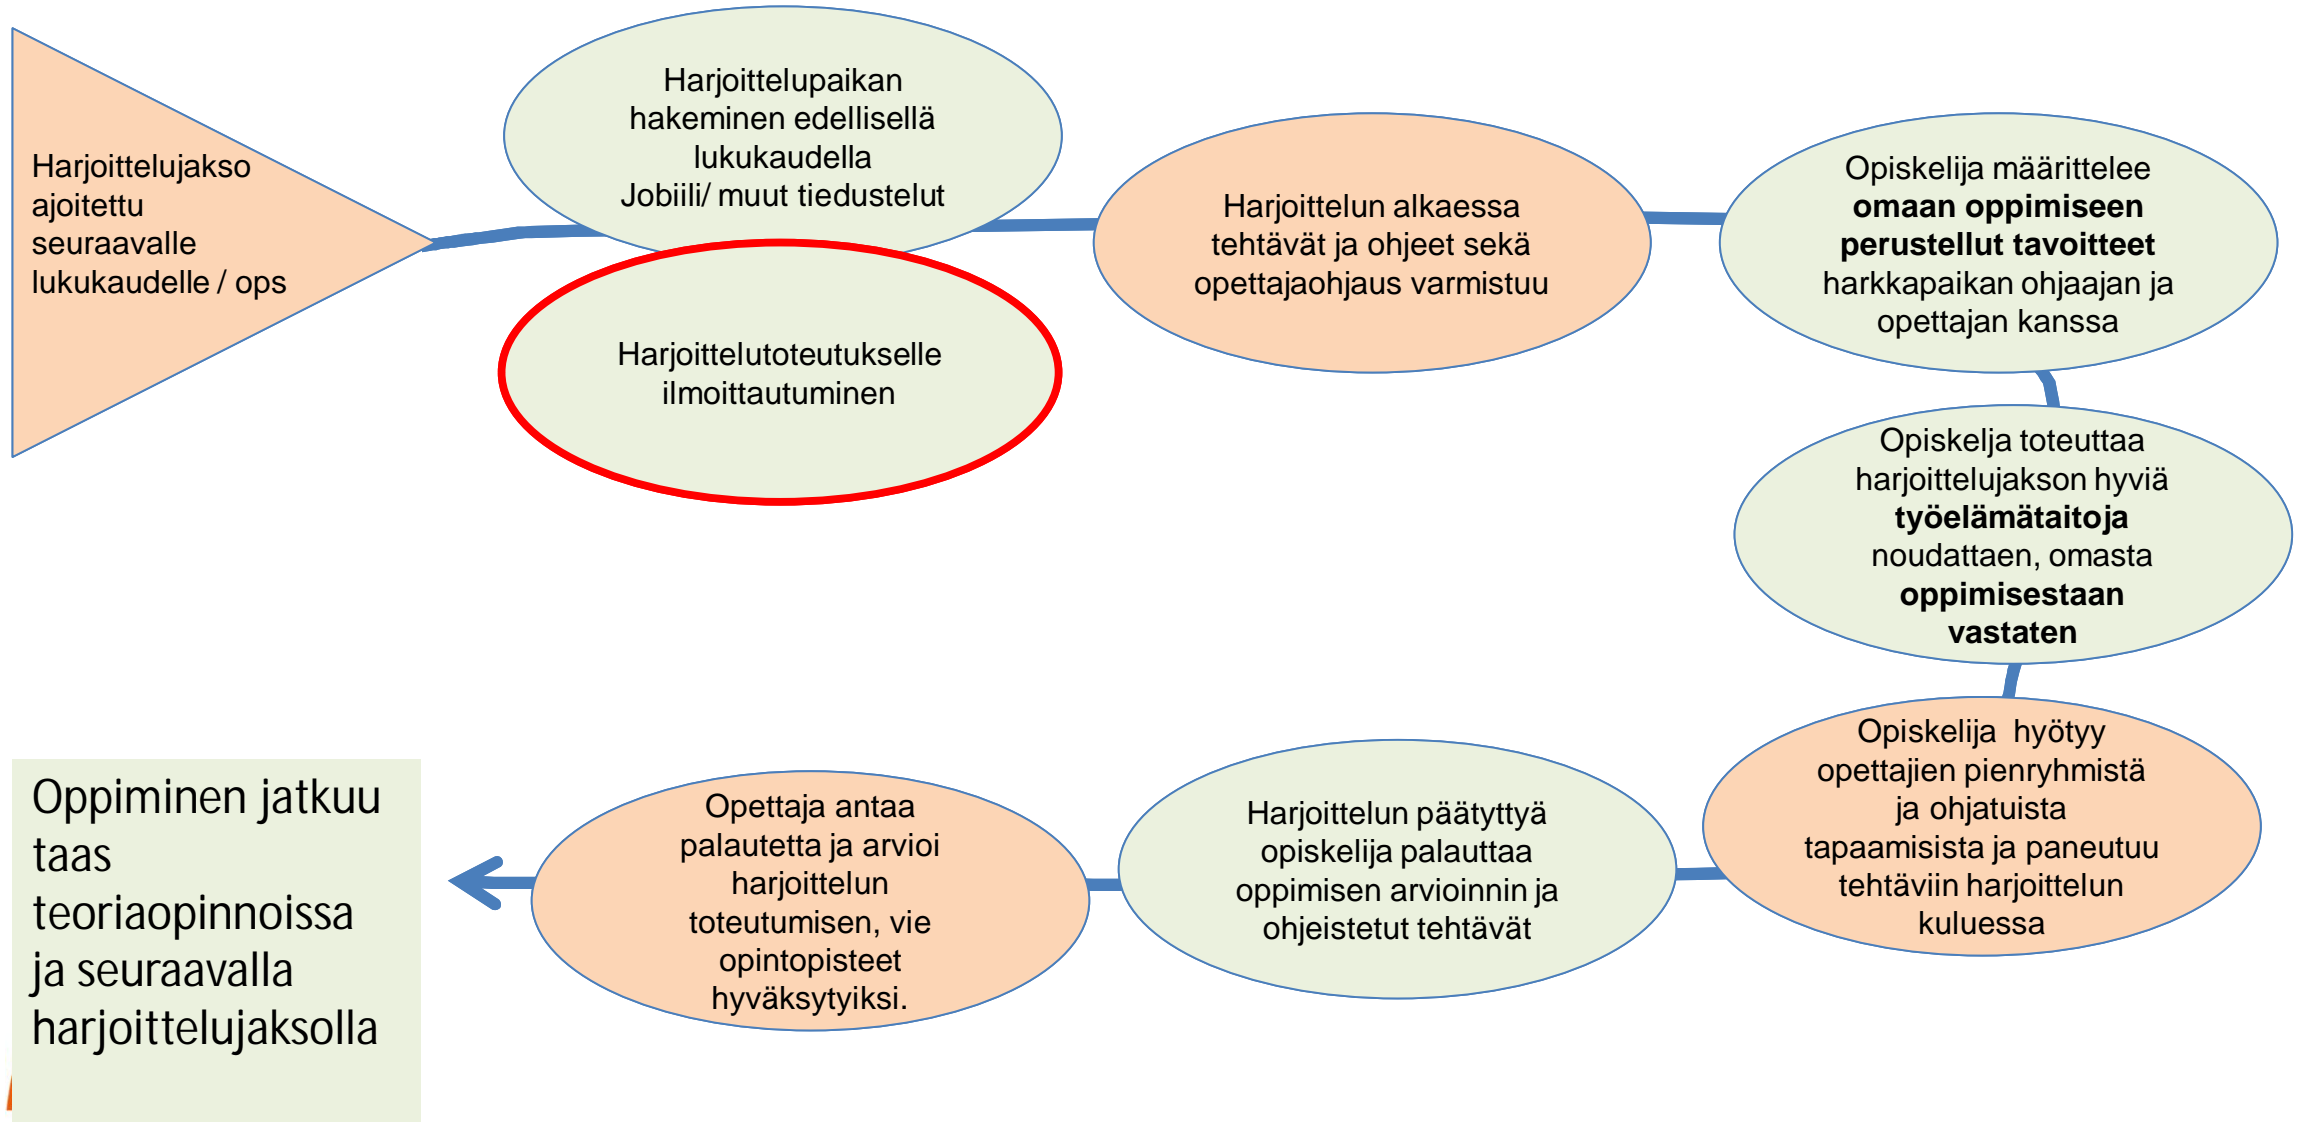 Harjoittelujakso
ajoitettu
seuraavalle
lukukaudelle / ops
Harjoittelupaikan
hakeminen edellisellä
lukukaudella
Jobiili/ muut tiedustelut
Harjoittelutoteutukselle
ilmoittautuminen
Harjoittelun alkaessa
tehtävät ja ohjeet sekä
opettajaohjaus varmistuu
Opiskelija määrittelee
omaan oppimiseen
perustellut tavoitteet
harkkapaikan ohjaajan ja
opettajan kanssa
Opiskelja toteuttaa
harjoittelujakson hyviä
työelämätaitoja
noudattaen, omasta
oppimisestaan
vastaten
Opiskelija hyötyy
opettajien pienryhmistä
ja ohjatuista
tapaamisista ja paneutuu
tehtäviin harjoittelun
kuluessa
Harjoittelun päätyttyä
opiskelija palauttaa
oppimisen arvioinnin ja
ohjeistetut tehtävät
Opettaja antaa
palautetta ja arvioi
harjoittelun
toteutumisen, vie
opintopisteet
hyväksytyiksi.
Oppiminen jatkuu
taas
teoriaopinnoissa
ja seuraavalla
harjoittelujaksolla